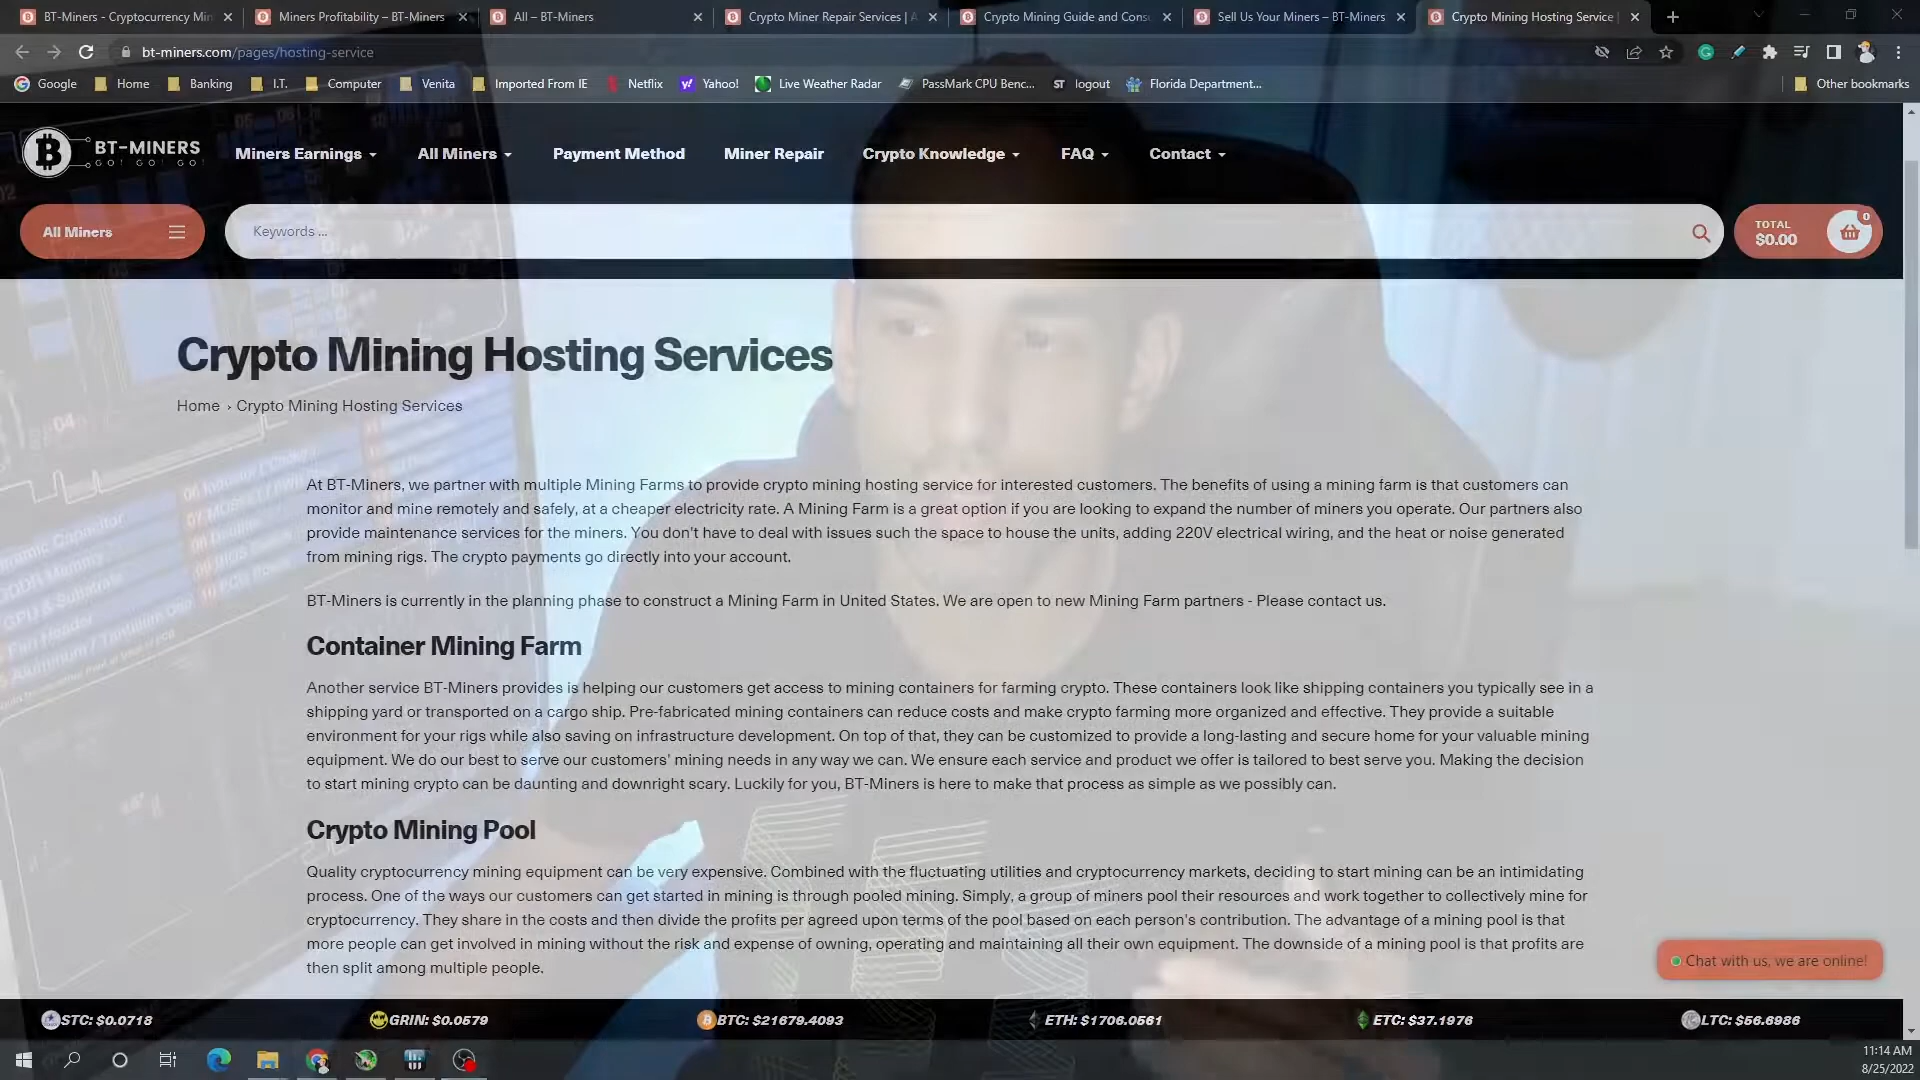 BT-Miners - Cryptocurrency Min
Miners Profitability – BT-Miners
All – BT-Miners
Crypto Miner Repair Services | A
Crypto Mining Guide and Consu
Sell Us Your Miners – BT-Miners
Crypto Mining Hosting Service |
bt-miners.com/pages/hosting-service
Google
Home
Banking
I.T.
Computer
Venita
Imported From IE
Netflix
Yahoo!
Live Weather Radar
PassMark CPU Benc...
ST logout
Florida Department...
Other bookmarks
BT-MINERS
GO! GO! GO!
Miners Earnings
All Miners
Payment Method
Miner Repair
Crypto Knowledge
FAQ
Contact
All Miners
Keywords ...
TOTAL
$0.00
0
Crypto Mining Hosting Services
Home › Crypto Mining Hosting Services
At BT-Miners, we partner with multiple Mining Farms to provide crypto mining hosting service for interested customers. The benefits of using a mining farm is that customers can
monitor and mine remotely and safely, at a cheaper electricity rate. A Mining Farm is a great option if you are looking to expand the number of miners you operate. Our partners also
provide maintenance services for the miners. You don't have to deal with issues such the space to house the units, adding 220V electrical wiring, and the heat or noise generated
from mining rigs. The crypto payments go directly into your account.
BT-Miners is currently in the planning phase to construct a Mining Farm in United States. We are open to new Mining Farm partners - Please contact us.
Container Mining Farm
Another service BT-Miners provides is helping our customers get access to mining containers for farming crypto. These containers look like shipping containers you typically see in a
shipping yard or transported on a cargo ship. Pre-fabricated mining containers can reduce costs and make crypto farming more organized and effective. They provide a suitable
environment for your rigs while also saving on infrastructure development. On top of that, they can be customized to provide a long-lasting and secure home for your valuable mining
equipment. We do our best to serve our customers' mining needs in any way we can. We ensure each service and product we offer is tailored to best serve you. Making the decision
to start mining crypto can be daunting and downright scary. Luckily for you, BT-Miners is here to make that process as simple as we possibly can.
Crypto Mining Pool
Quality cryptocurrency mining equipment can be very expensive. Combined with the fluctuating utilities and cryptocurrency markets, deciding to start mining can be an intimidating
process. One of the ways our customers can get started in mining is through pooled mining. Simply, a group of miners pool their resources and work together to collectively mine for
cryptocurrency. They share in the costs and then divide the profits per agreed upon terms of the pool based on each person's contribution. The advantage of a mining pool is that
more people can get involved in mining without the risk and expense of owning, operating and maintaining all their own equipment. The downside of a mining pool is that profits are
then split among multiple people.
Chat with us, we are online!
STC: $0.0718
GRIN: $0.0579
BTC: $21679.4093
ETH: $1706.0561
ETC: $37.1976
LTC: $56.6986
11:14 AM
8/25/2022